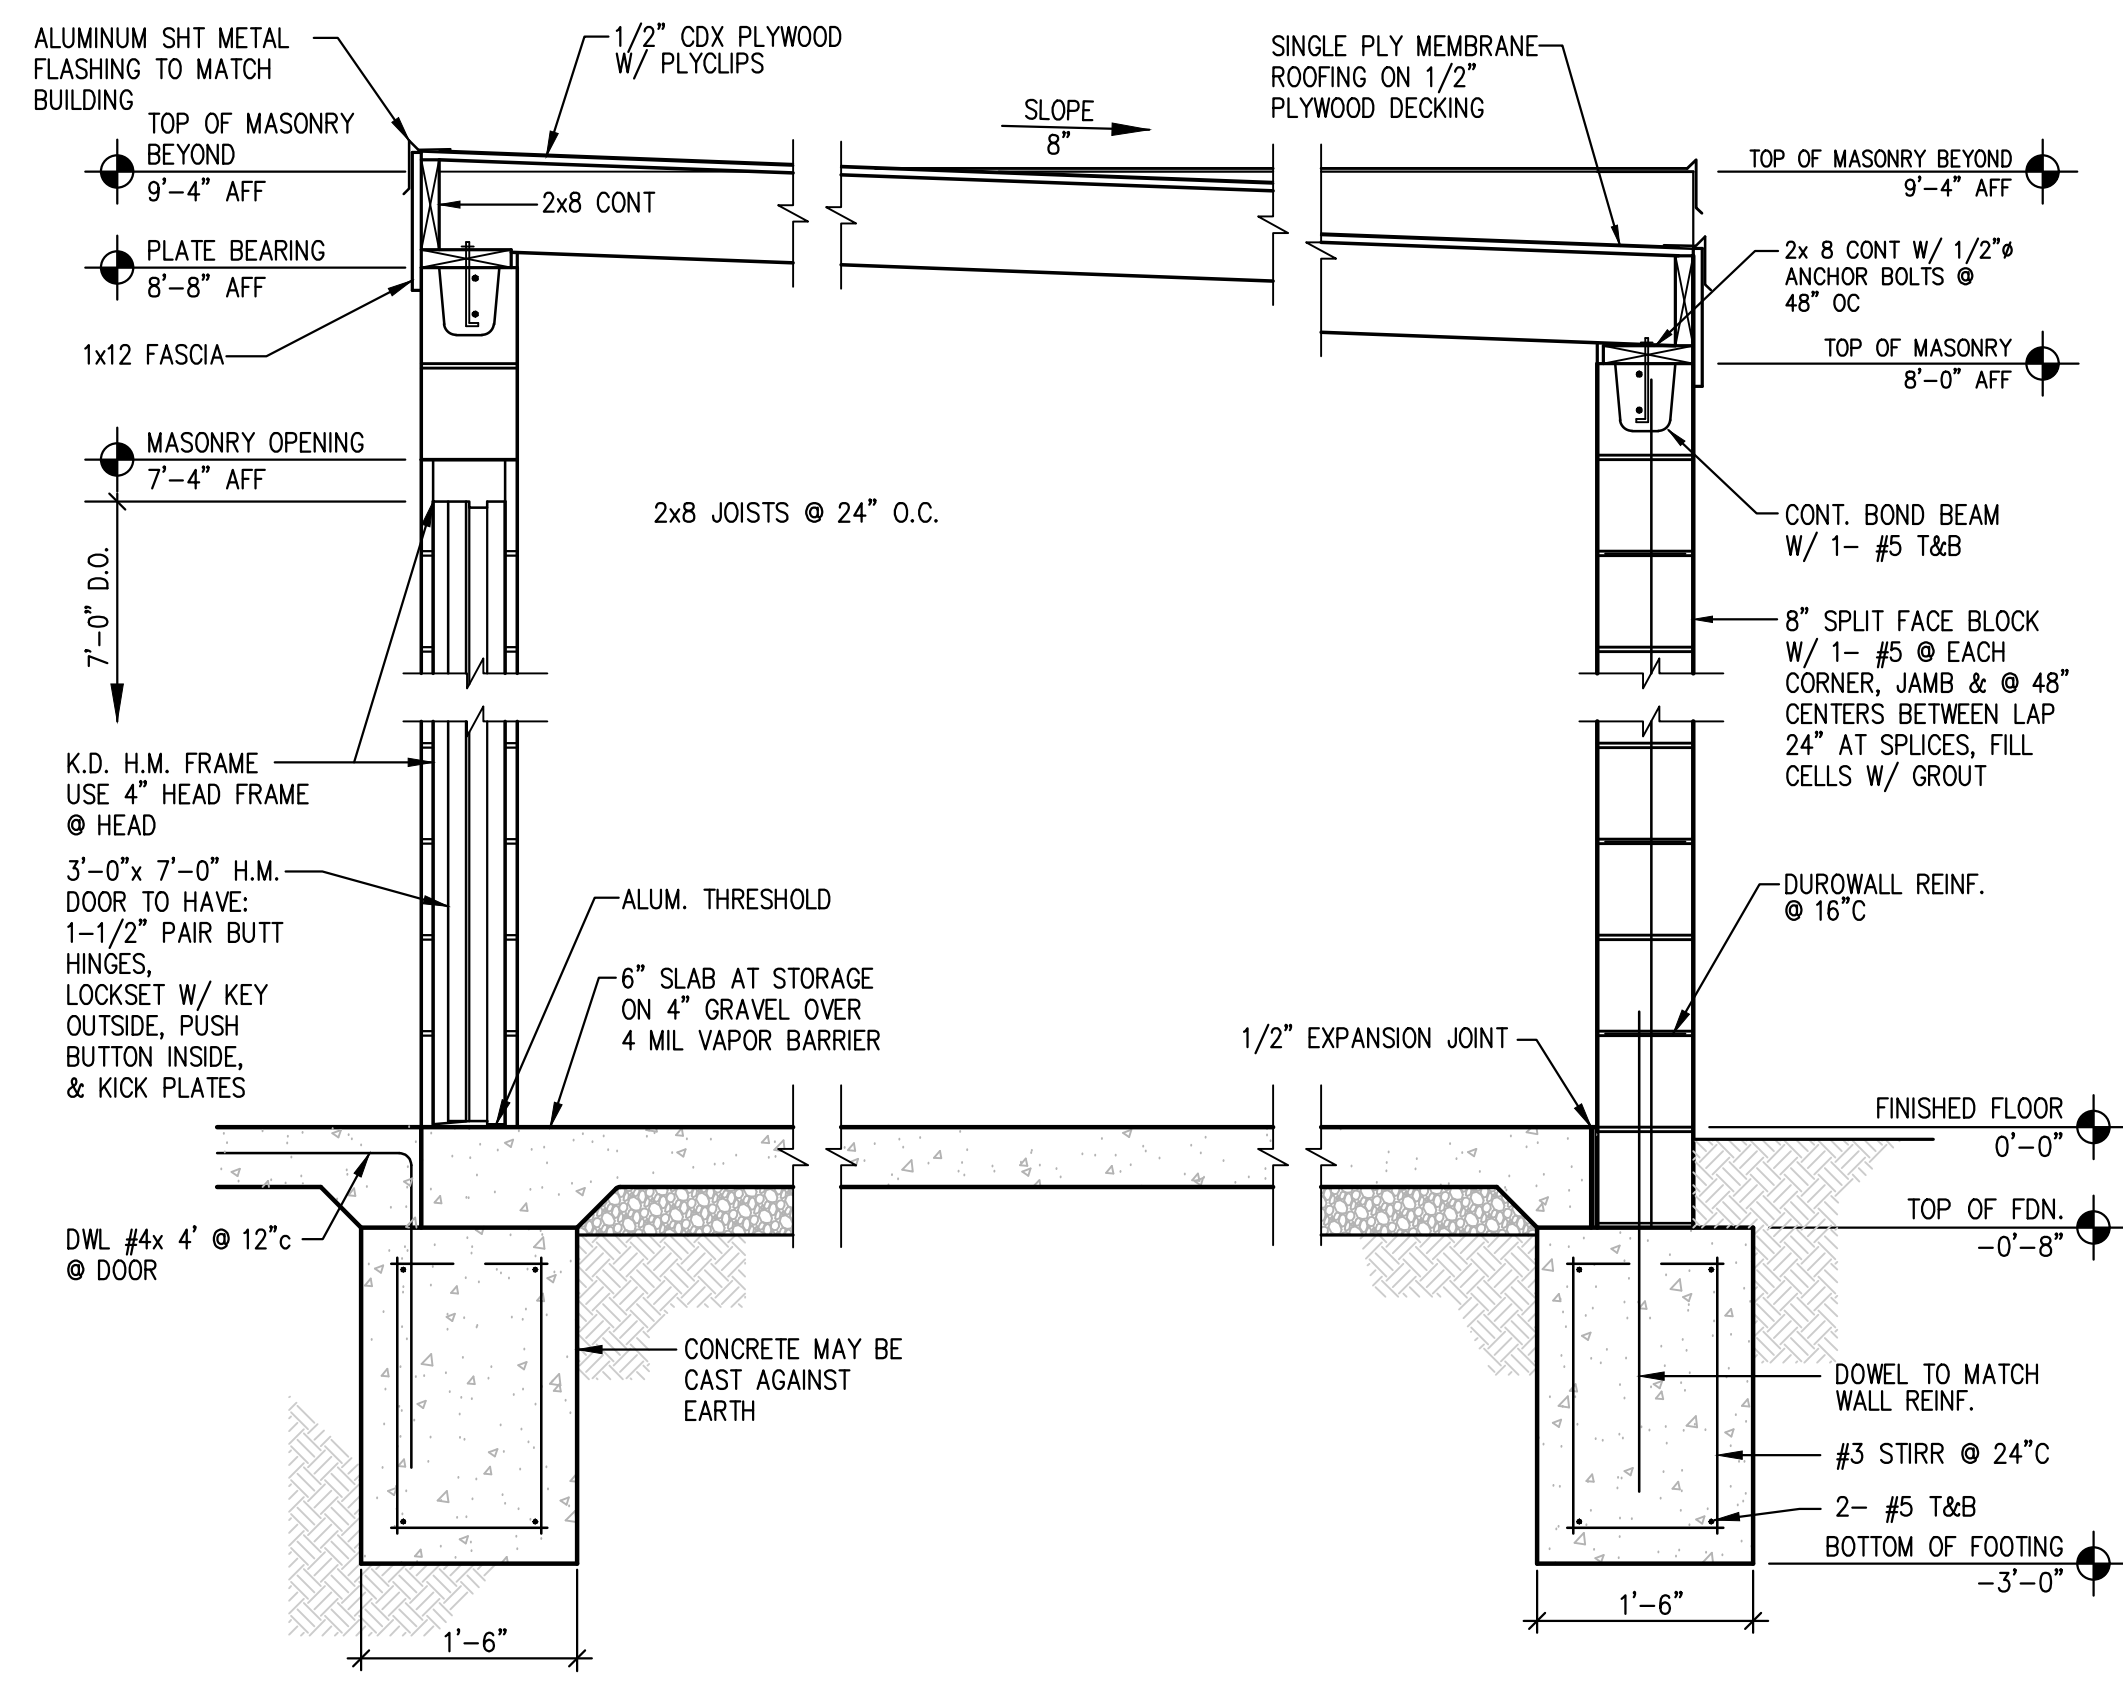 ALUMINUM SHT METAL
FLASHING TO MATCH
BUILDING
1/2" CDX PLYWOOD
W/ PLYCLIPS
SLOPE
8"
SINGLE PLY MEMBRANE
ROOFING ON 1/2"
PLYWOOD DECKING
TOP OF MASONRY
BEYOND
9'-4" AFF
TOP OF MASONRY BEYOND
9'-4" AFF
2x8 CONT
PLATE BEARING
8'-8" AFF
2x 8 CONT W/ 1/2"ø
ANCHOR BOLTS @
48" OC
1x12 FASCIA
TOP OF MASONRY
8'-0" AFF
MASONRY OPENING
7'-4" AFF
2x8 JOISTS @ 24" O.C.
CONT. BOND BEAM
W/ 1- #5 T&B
7'-0" D.O.
8" SPLIT FACE BLOCK
W/ 1- #5 @ EACH
CORNER, JAMB & @ 48"
CENTERS BETWEEN LAP
24" AT SPLICES, FILL
CELLS W/ GROUT
K.D. H.M. FRAME
USE 4" HEAD FRAME
@ HEAD
3'-0"x 7'-0" H.M.
DOOR TO HAVE:
1-1/2" PAIR BUTT
HINGES,
LOCKSET W/ KEY
OUTSIDE, PUSH
BUTTON INSIDE,
& KICK PLATES
ALUM. THRESHOLD
6" SLAB AT STORAGE
ON 4" GRAVEL OVER
4 MIL VAPOR BARRIER
DUROWALL REINF.
@ 16"C
1/2" EXPANSION JOINT
FINISHED FLOOR
0'-0"
TOP OF FDN.
-0'-8"
DWL #4x 4' @ 12"c
@ DOOR
CONCRETE MAY BE
CAST AGAINST
EARTH
DOWEL TO MATCH
WALL REINF.
#3 STIRR @ 24"C
2- #5 T&B
BOTTOM OF FOOTING
-3'-0"
1'-6"
1'-6"